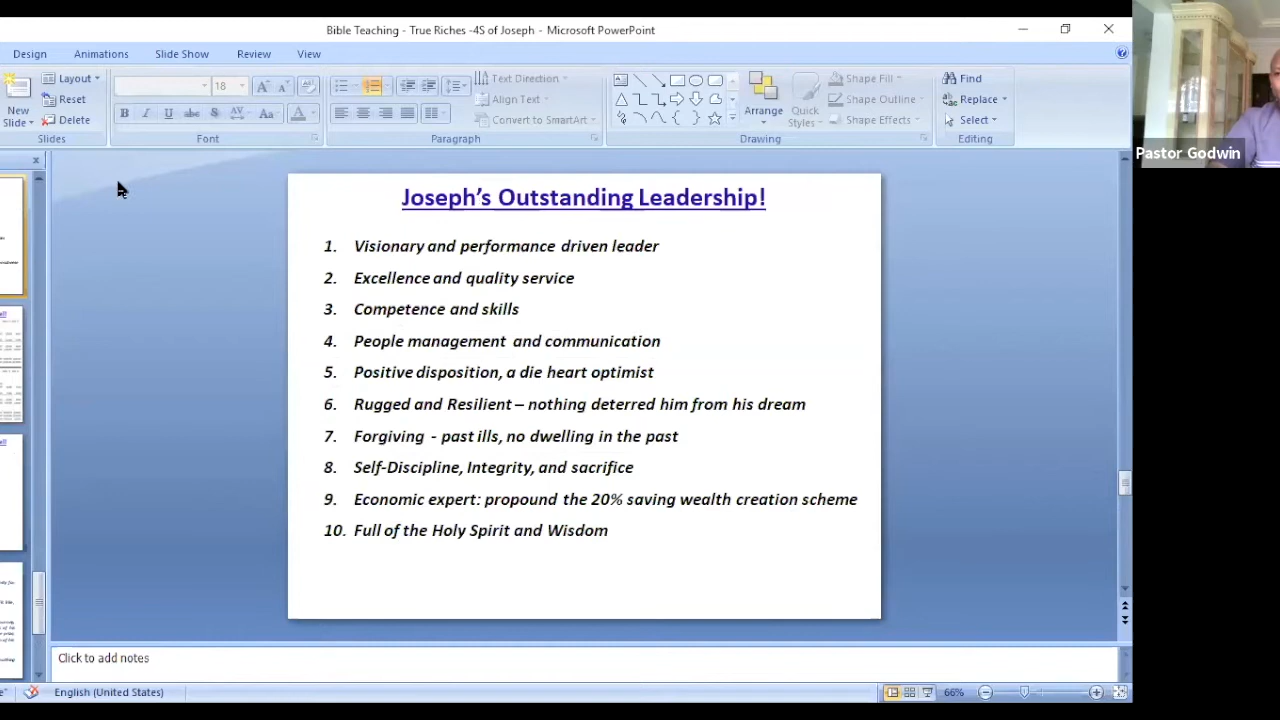 Bible Teaching - True Riches -4S of Joseph - Microsoft PowerPoint
Design Animations Slide Show Review View
Layout
Reset
New Slide
Delete
Slides
18
Font
Text Direction
Align Text
Convert to SmartArt
Paragraph
Arrange
Quick Styles
Shape Fill
Shape Outline
Shape Effects
Drawing
Find
Replace
Select
Editing
Pastor Godwin
Joseph’s Outstanding Leadership!
1. Visionary and performance driven leader
2. Excellence and quality service
3. Competence and skills
4. People management and communication
5. Positive disposition, a die heart optimist
6. Rugged and Resilient – nothing deterred him from his dream
7. Forgiving - past ills, no dwelling in the past
8. Self-Discipline, Integrity, and sacrifice
9. Economic expert: propound the 20% saving wealth creation scheme
10. Full of the Holy Spirit and Wisdom
Click to add notes
English (United States)
66%